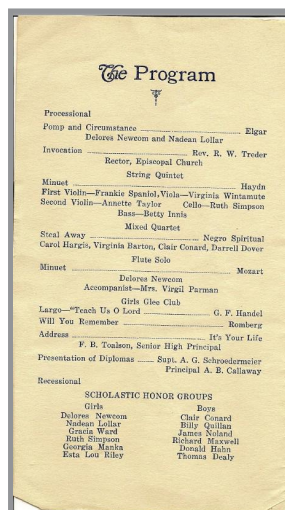 The Program
Processional
Pomp and Circumstance ... Elgar
Delores Newcom and Nadean Lollar
Invocation ... Rev. R. W. Treder
Rector, Episcopal Church
String Quintet
Minuet ... Haydn
First Violin—Frankie Spaniol, Viola—Virginia Wintamute
Second Violin—Annette Taylor Cello—Ruth Simpson
Bass—Betty Innis
Mixed Quartet
Steal Away ... Negro Spiritual
Carol Hargis, Virginia Barton, Clair Conard, Darrell Dover
Flute Solo
Minuet ... Mozart
Delores Newcom
Accompanist—Mrs. Virgil Parman
Girls Glee Club
Largo—"Teach Us O Lord ... G. F. Handel
Will You Remember ... Romberg
Address ... It's Your Life
F. B. Toalson, Senior High Principal
Presentation of Diplomas ... Supt. A. G. Schroedermeier
Principal A. B. Callaway
Recessional
SCHOLASTIC HONOR GROUPS
Girls Boys
Delores Newcom Clair Conard
Nadean Lollar Billy Quillan
Gracia Ward James Noland
Ruth Simpson Richard Maxwell
Georgia Manka Donald Hahn
Esta Lou Riley Thomas Dealy